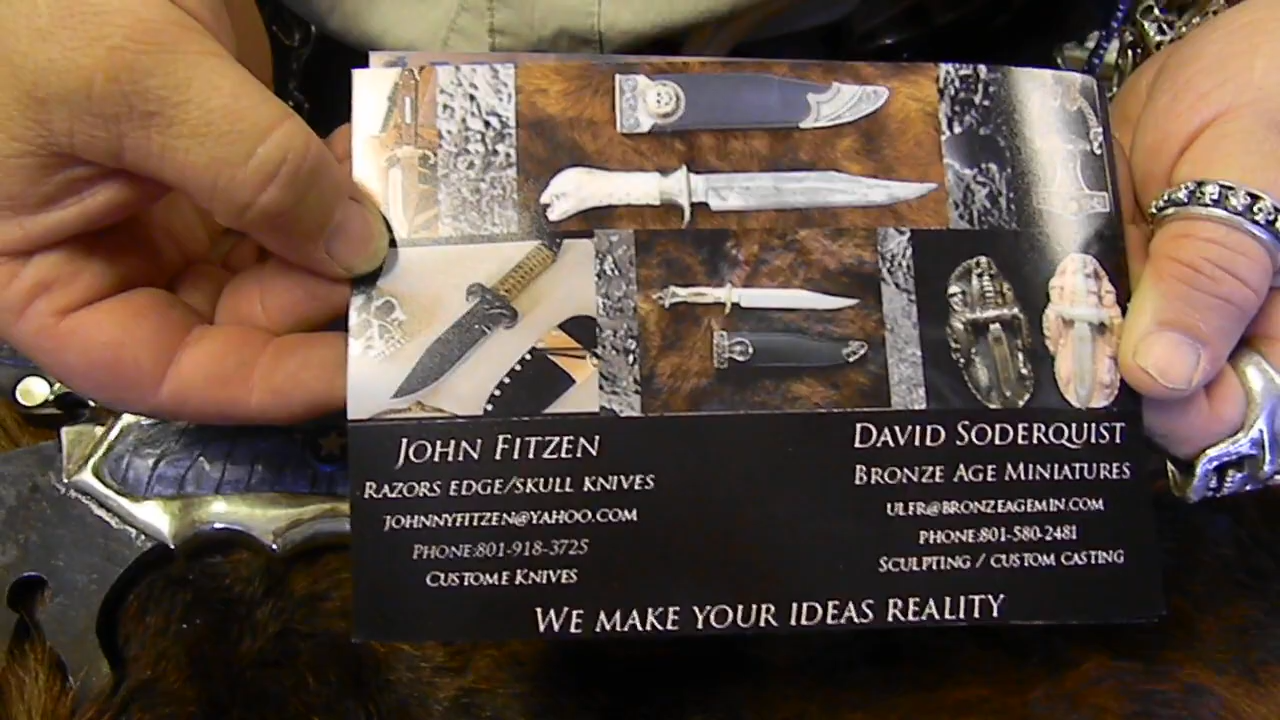 JOHN FITZEN
RAZORS EDGE/SKULL KNIVES
JOHNNYFITZEN@YAHOO.COM
PHONE:801-918-3725
CUSTOME KNIVES
DAVID SODERQUIST
BRONZE AGE MINIATURES
ULFR@BRONZEAGEMIN.COM
PHONE:801-580-2481
SCULPTING / CUSTOM CASTING
WE MAKE YOUR IDEAS REALITY